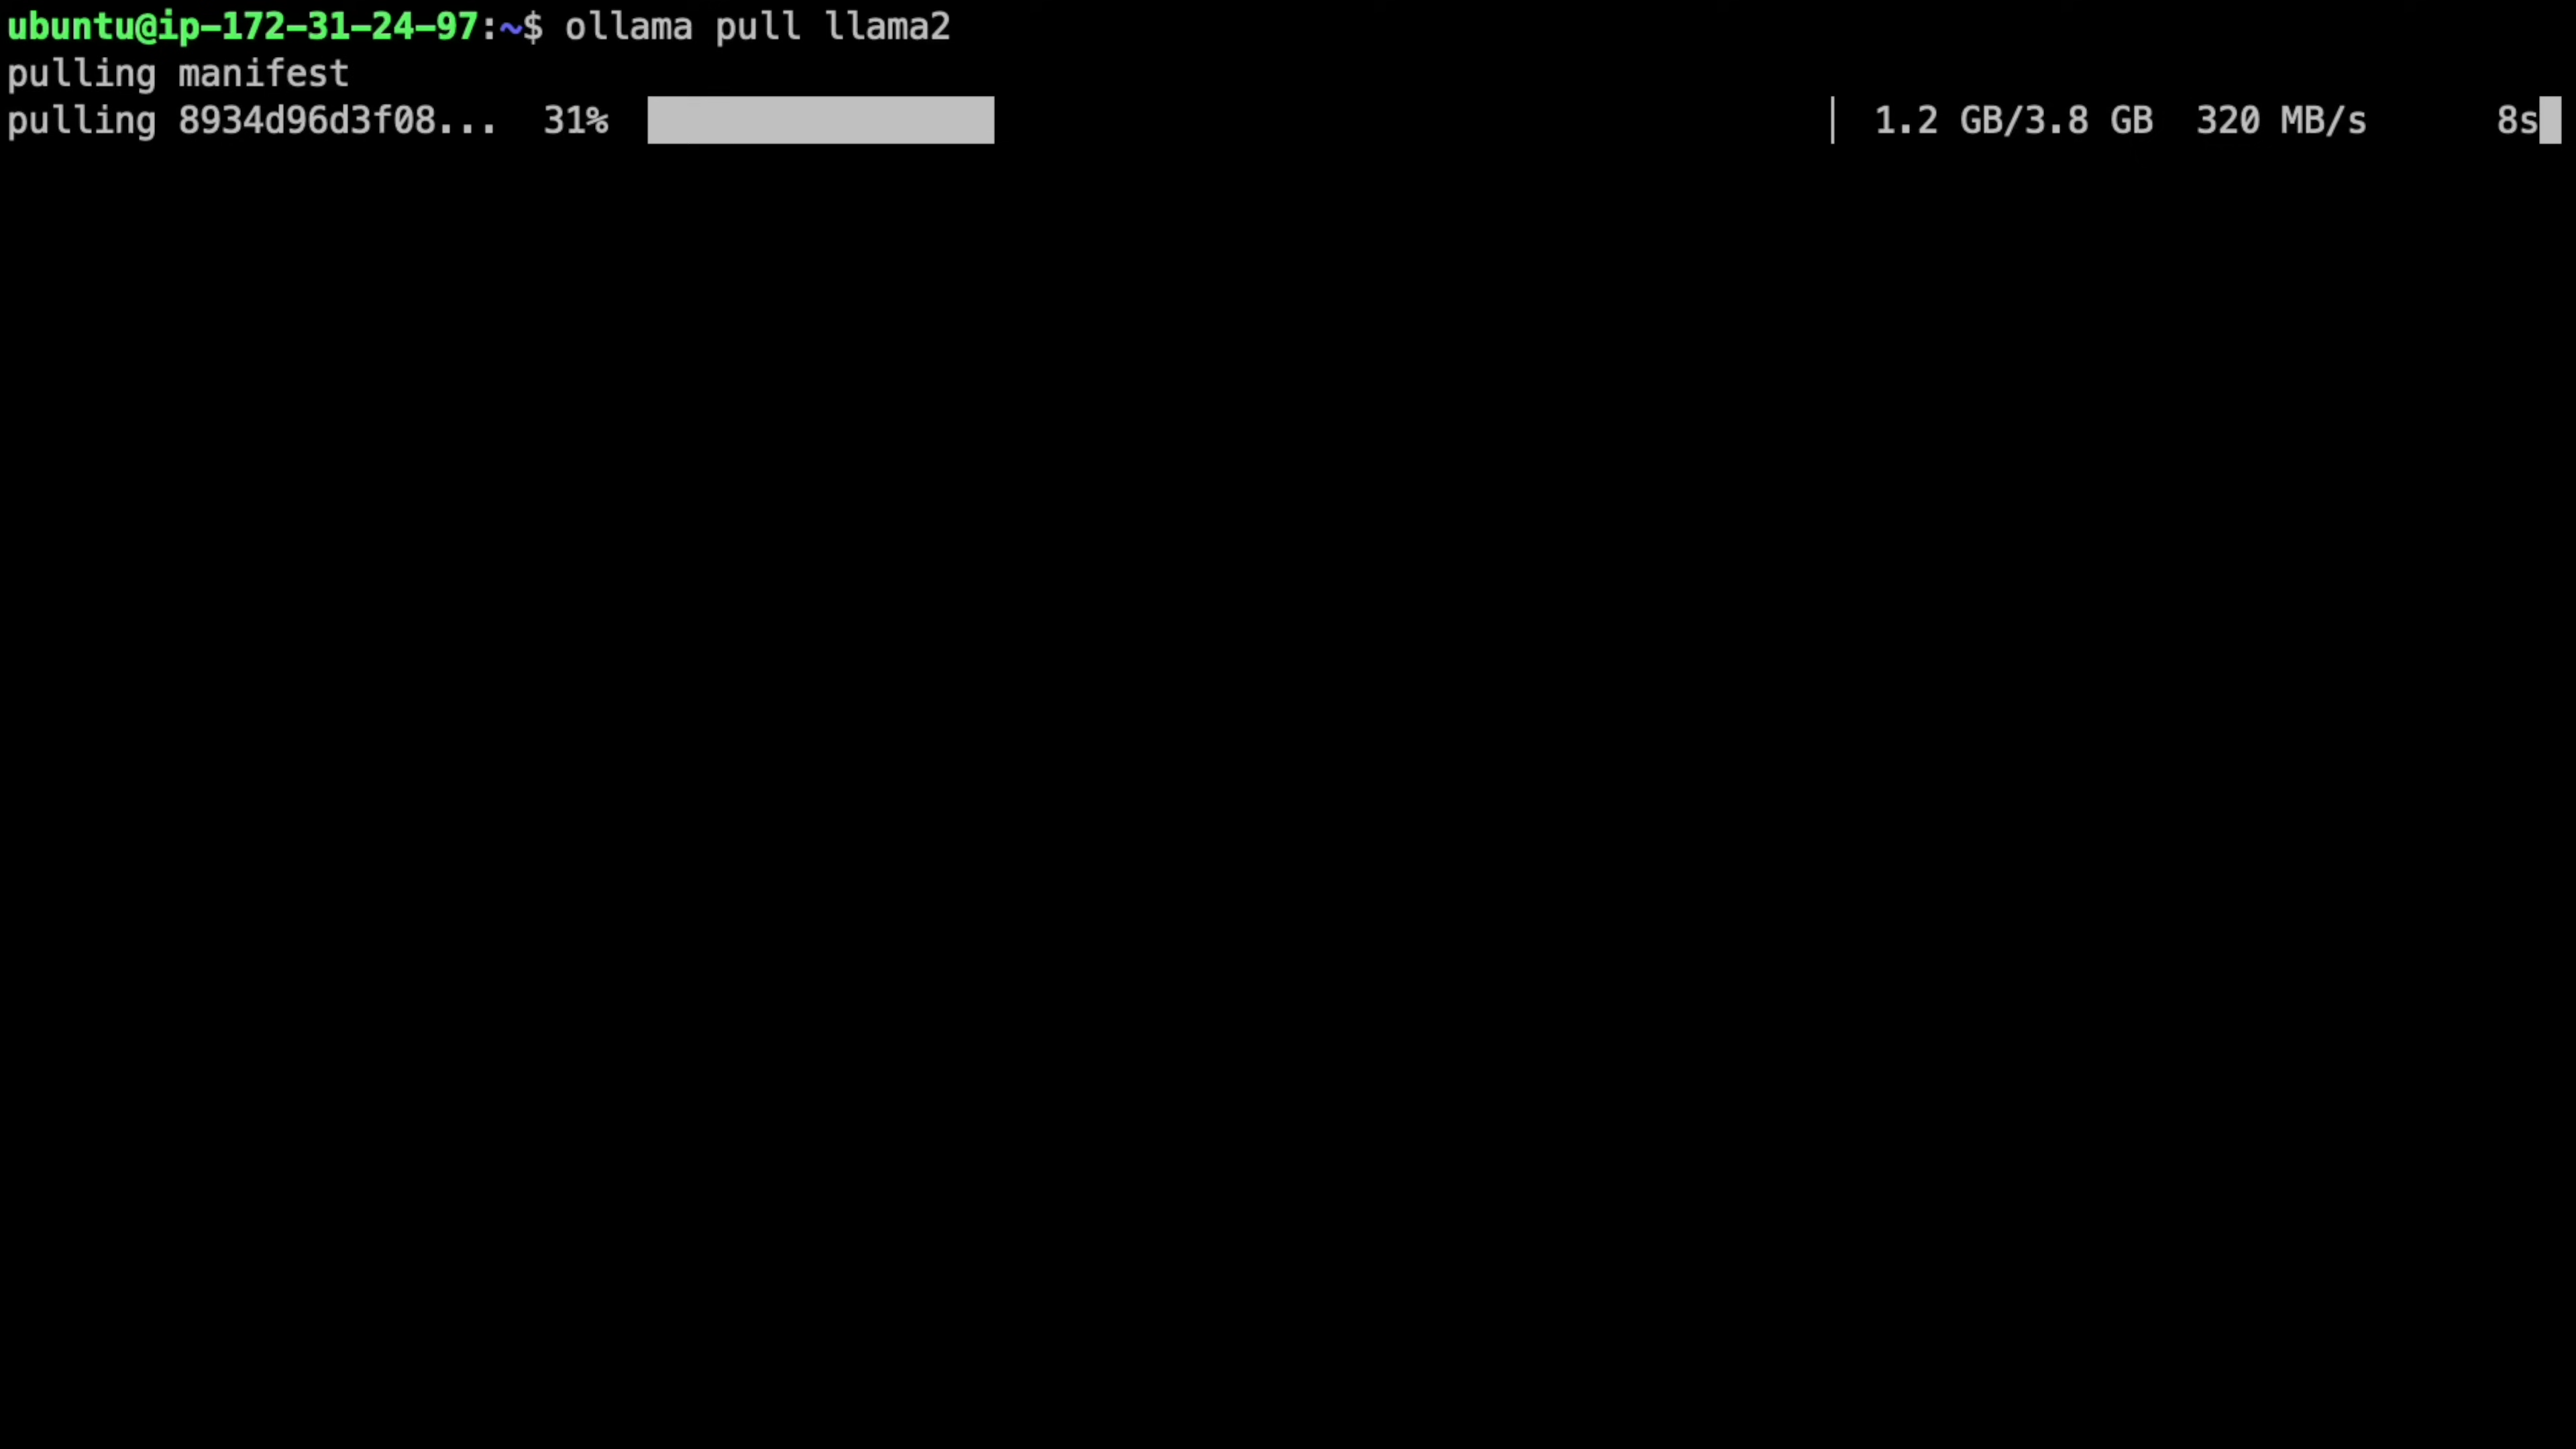 ubuntu@ip-172-31-24-97:~$ ollama pull llama2
pulling manifest
pulling 8934d96d3f08... 31% | 1.2 GB/3.8 GB 320 MB/s 8s